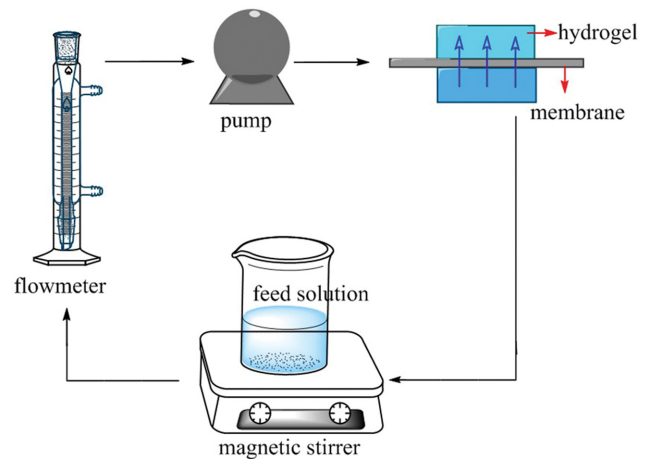 hydrogel
pump
membrane
flowmeter
feed solution
magnetic stirrer